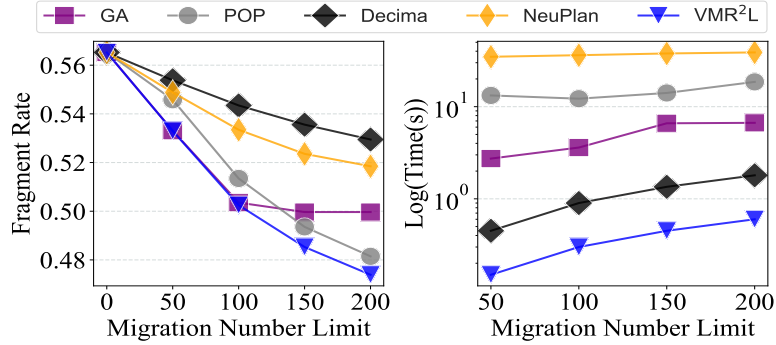 GA POP Decima NeuPlan VMR²L
Fragment Rate
0.56
0.54
0.52
0.50
0.48
0 50 100 150 200
Migration Number Limit
Log(Time(s))
10¹
10⁰
50 100 150 200
Migration Number Limit